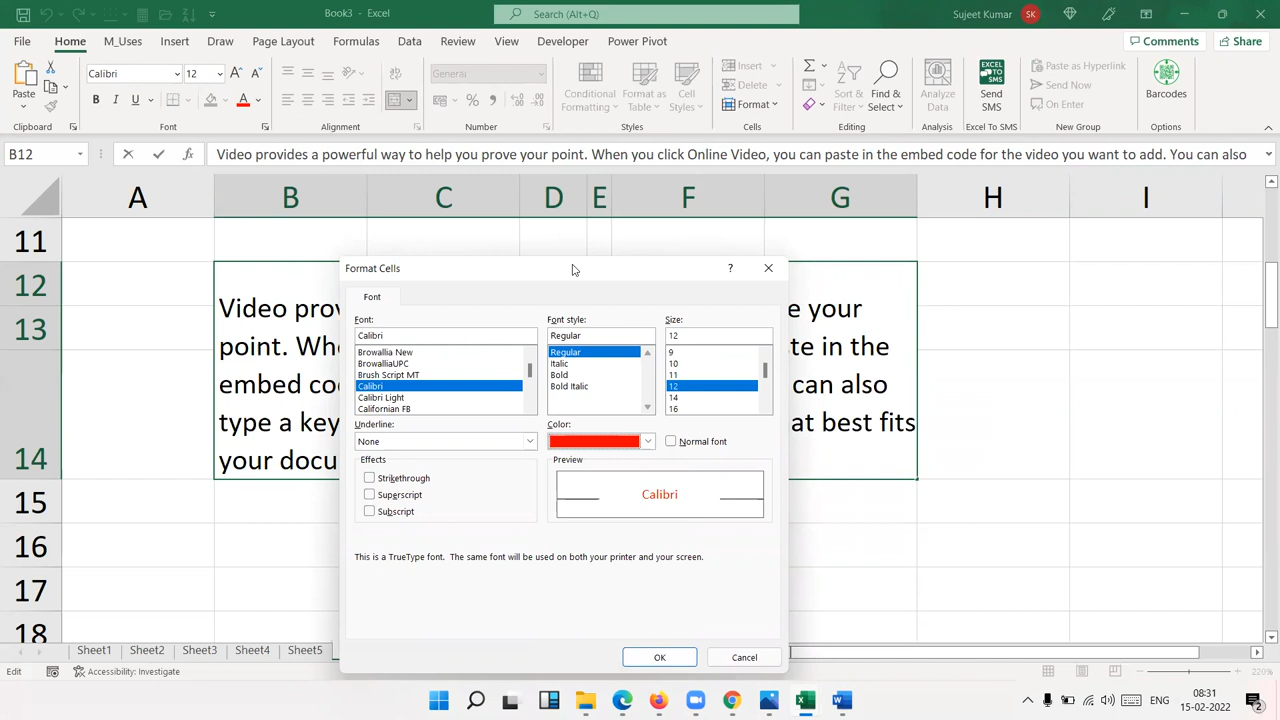 Book3 - Excel
Search (Alt+Q)
Sujeet Kumar
SK
File Home M_Uses Insert Draw Page Layout Formulas Data Review View Developer Power Pivot
Comments Share
Paste
Calibri 12
B I U A
General
Conditional Formatting
Format as Table
Cell Styles
Insert
Delete
Format
Sort & Filter
Find & Select
Analyze Data
EXCEL TO SMS
Send SMS
Paste as Hyperlink
Send Now
On Enter
Barcodes
Clipboard Font Alignment Number Styles Cells Editing Analysis Excel To SMS New Group Options
B12
fx
Video provides a powerful way to help you prove your point. When you click Online Video, you can paste in the embed code for the video you want to add. You can also
A B C D E F G H I
11
12
13
14
15
16
17
18
Video prov
e your
point. Whe
te in the
embed co
can also
type a key
at best fits
your docu
Format Cells
?
Font
Font:
Font style:
Size:
Calibri
Regular
12
Browallia New
BrowalliaUPC
Brush Script MT
Calibri
Calibri Light
Californian FB
Regular
Italic
Bold
Bold Italic
9
10
11
12
14
16
Underline:
None
Color:
Normal font
Effects
Strikethrough
Superscript
Subscript
Preview
Calibri
This is a TrueType font.  The same font will be used on both your printer and your screen.
OK
Cancel
Sheet1 Sheet2 Sheet3 Sheet4 Sheet5
Edit
Accessibility: Investigate
220%
ENG
08:31
15-02-2022
2